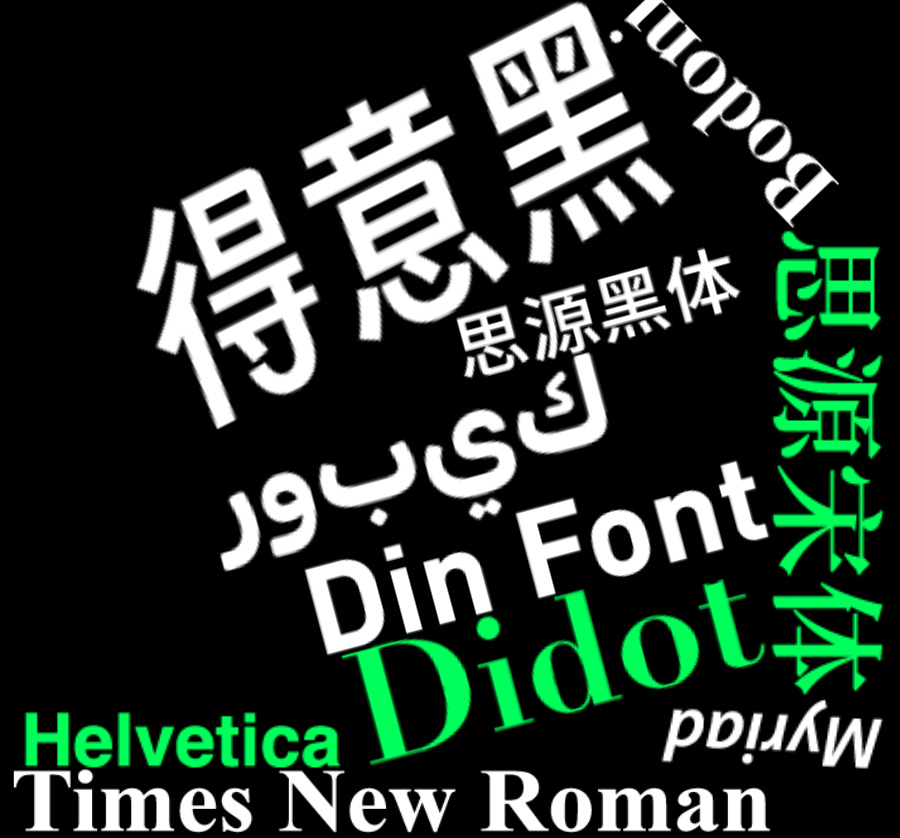 Bodoni
得意黑
思源黑体
思源宋体
ك‌ي‌ب‌و‌ر
Din Font
Didot
Myriad
Helvetica
Times New Roman